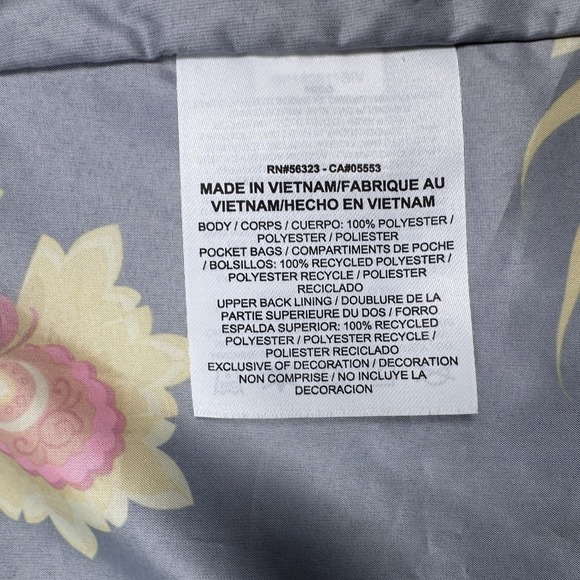 RN#56323 - CA#05553
MADE IN VIETNAM/FABRIQUE AU
VIETNAM/HECHO EN VIETNAM
BODY / CORPS / CUERPO: 100% POLYESTER /
POLYESTER / POLIESTER
POCKET BAGS / COMPARTIMENTS DE POCHE
/ BOLSILLOS: 100% RECYCLED POLYESTER /
POLYESTER RECYCLE / POLIESTER
RECICLADO
UPPER BACK LINING / DOUBLURE DE LA
PARTIE SUPERIEURE DU DOS / FORRO
ESPALDA SUPERIOR: 100% RECYCLED
POLYESTER / POLYESTER RECYCLE /
POLIESTER RECICLADO
EXCLUSIVE OF DECORATION / DECORATION
NON COMPRISE / NO INCLUYE LA
DECORACION